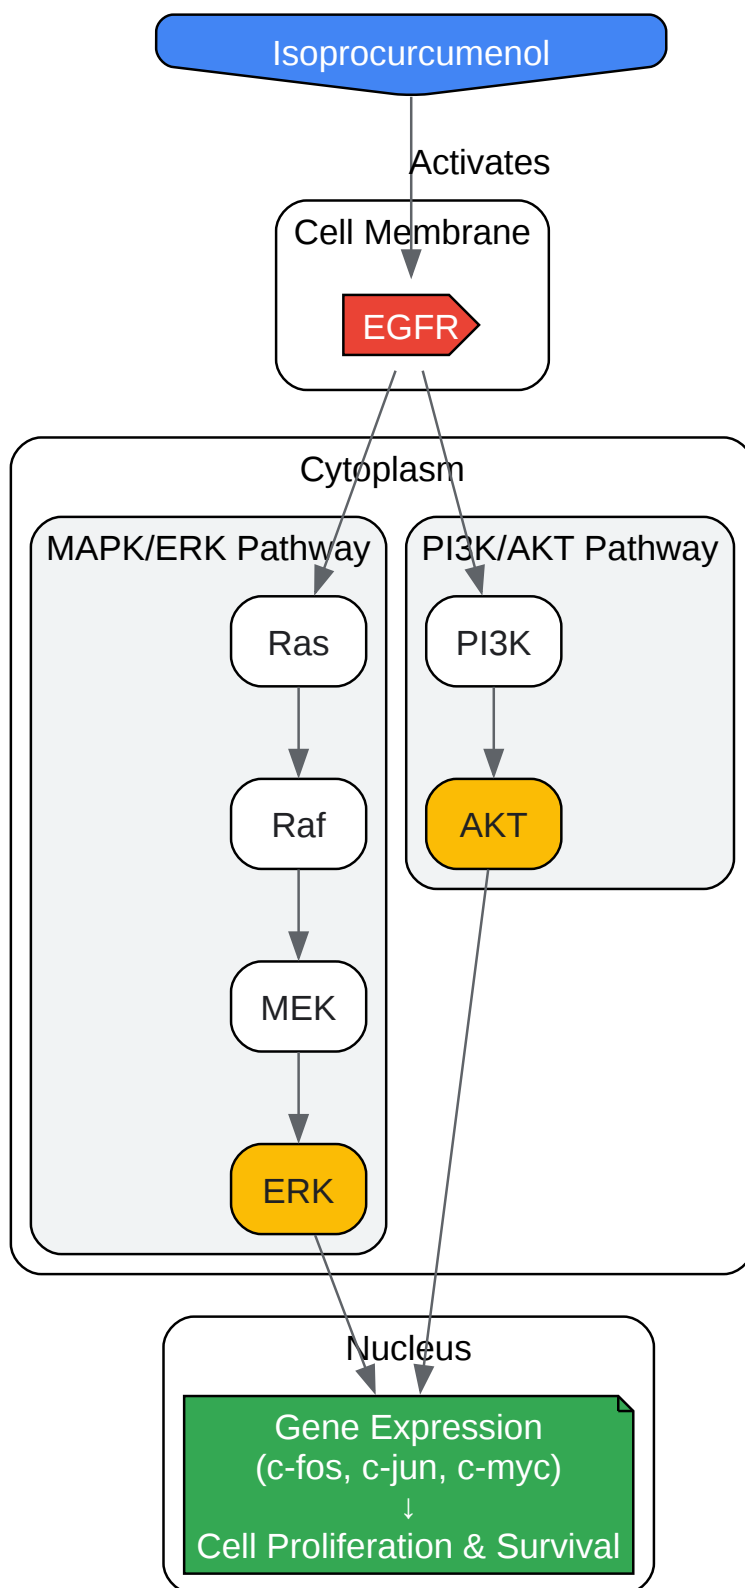 Isoprocurcumenol
Activates
Cell Membrane
EGFR
Cytoplasm
MAPK/ERK Pathway
PI3K/AKT Pathway
Ras
PI3K
Raf
AKT
MEK
ERK
Nucleus
Gene Expression
(c-fos, c-jun, c-myc)
↓
Cell Proliferation & Survival